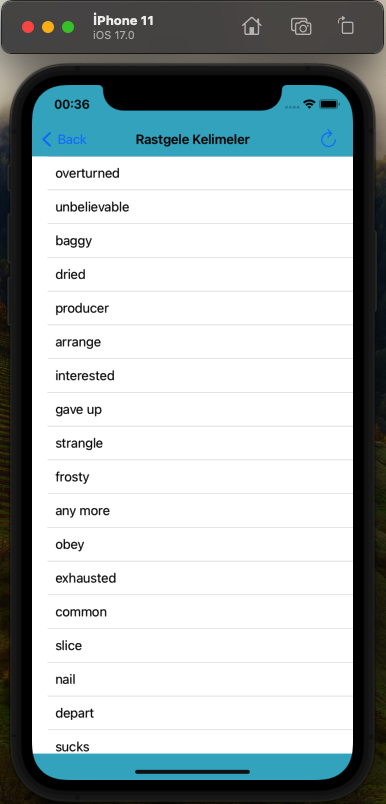 İPhone 11
iOS 17.0
00:36
Back
Rastgele Kelimeler
overturned
unbelievable
baggy
dried
producer
arrange
interested
gave up
strangle
frosty
any more
obey
exhausted
common
slice
nail
depart
sucks